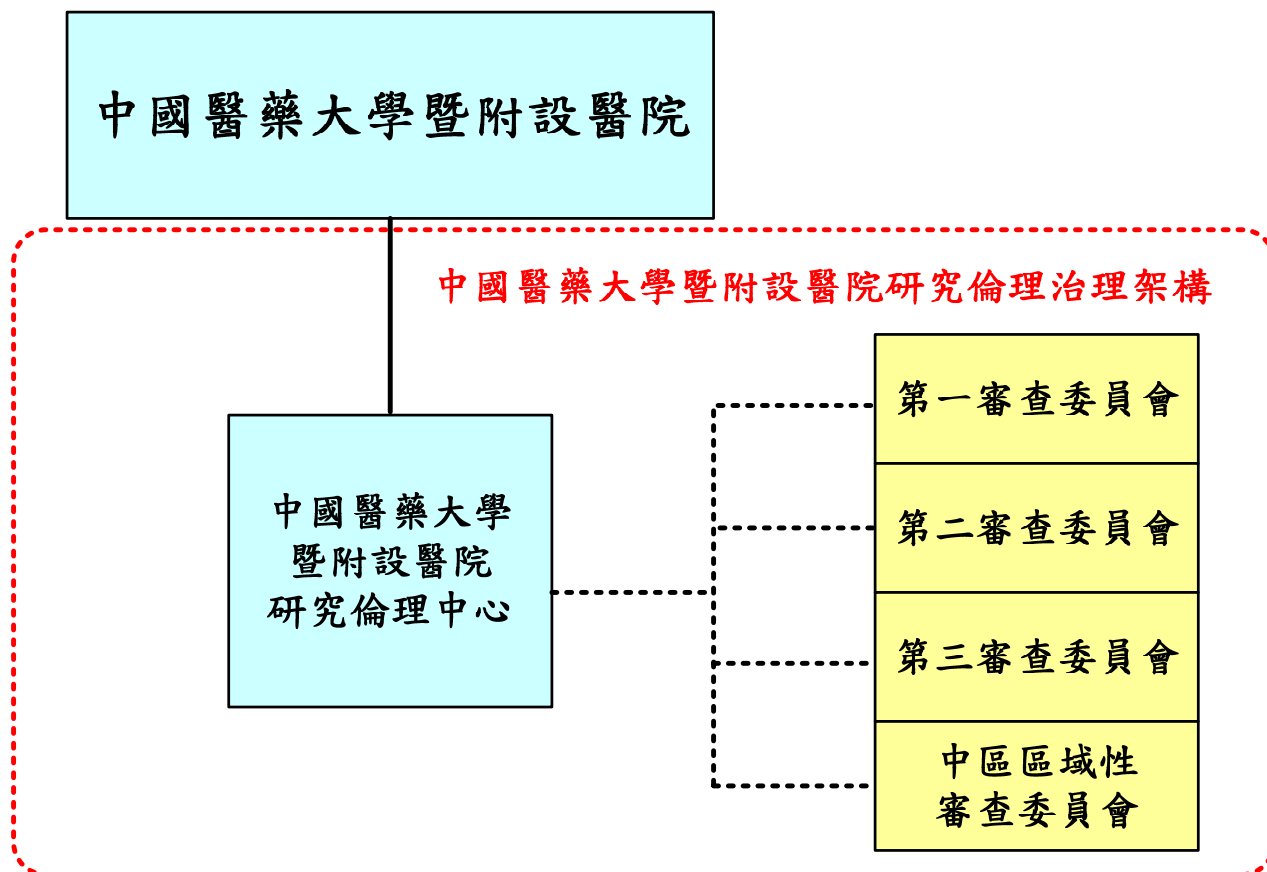 中國醫藥大學暨附設醫院
中國醫藥大學暨附設醫院研究倫理治理架構
中國醫藥大學
暨附設醫院
研究倫理中心
第一審查委員會
第二審查委員會
第三審查委員會
中區區域性
審查委員會